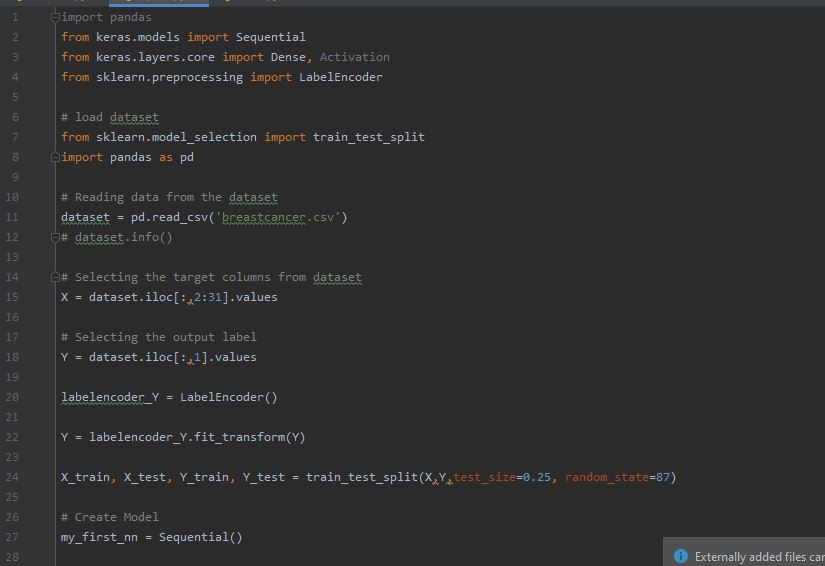 1 import pandas
2 from keras.models import Sequential
3 from keras.layers.core import Dense, Activation
4 from sklearn.preprocessing import LabelEncoder
5
6 # load dataset
7 from sklearn.model_selection import train_test_split
8 import pandas as pd
9
10 # Reading data from the dataset
11 dataset = pd.read_csv('breastcancer.csv')
12 # dataset.info()
13
14 # Selecting the target columns from dataset
15 X = dataset.iloc[:,2:31].values
16
17 # Selecting the output label
18 Y = dataset.iloc[:,1].values
19
20 labelencoder_Y = LabelEncoder()
21
22 Y = labelencoder_Y.fit_transform(Y)
23
24 X_train, X_test, Y_train, Y_test = train_test_split(X,Y,test_size=0.25, random_state=87)
25
26 # Create Model
27 my_first_nn = Sequential()
28
Externally added files can